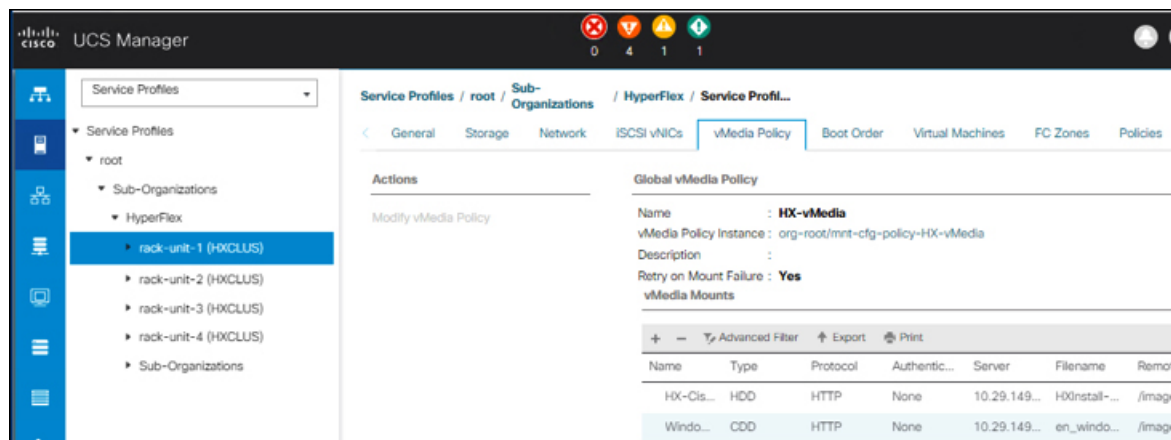 cisco UCS Manager
0 4 1 1
Service Profiles
Service Profiles
root
Sub-Organizations
HyperFlex
rack-unit-1 (HXCLUS)
rack-unit-2 (HXCLUS)
rack-unit-3 (HXCLUS)
rack-unit-4 (HXCLUS)
Sub-Organizations
Service Profiles / root / Sub-Organizations / HyperFlex / Service Profil...
< General Storage Network iSCSI vNICs vMedia Policy Boot Order Virtual Machines FC Zones Policies
Actions
Modify vMedia Policy
Global vMedia Policy
Name : HX-vMedia
vMedia Policy Instance : org-root/mnt-cfg-policy-HX-vMedia
Description :
Retry on Mount Failure : Yes
vMedia Mounts
+ − Advanced Filter Export Print
Name Type Protocol Authentic... Server Filename Remot
HX-Cis... HDD HTTP None 10.29.149... HXInstall-... /image
Windo... CDD HTTP None 10.29.149... en_windo... /image